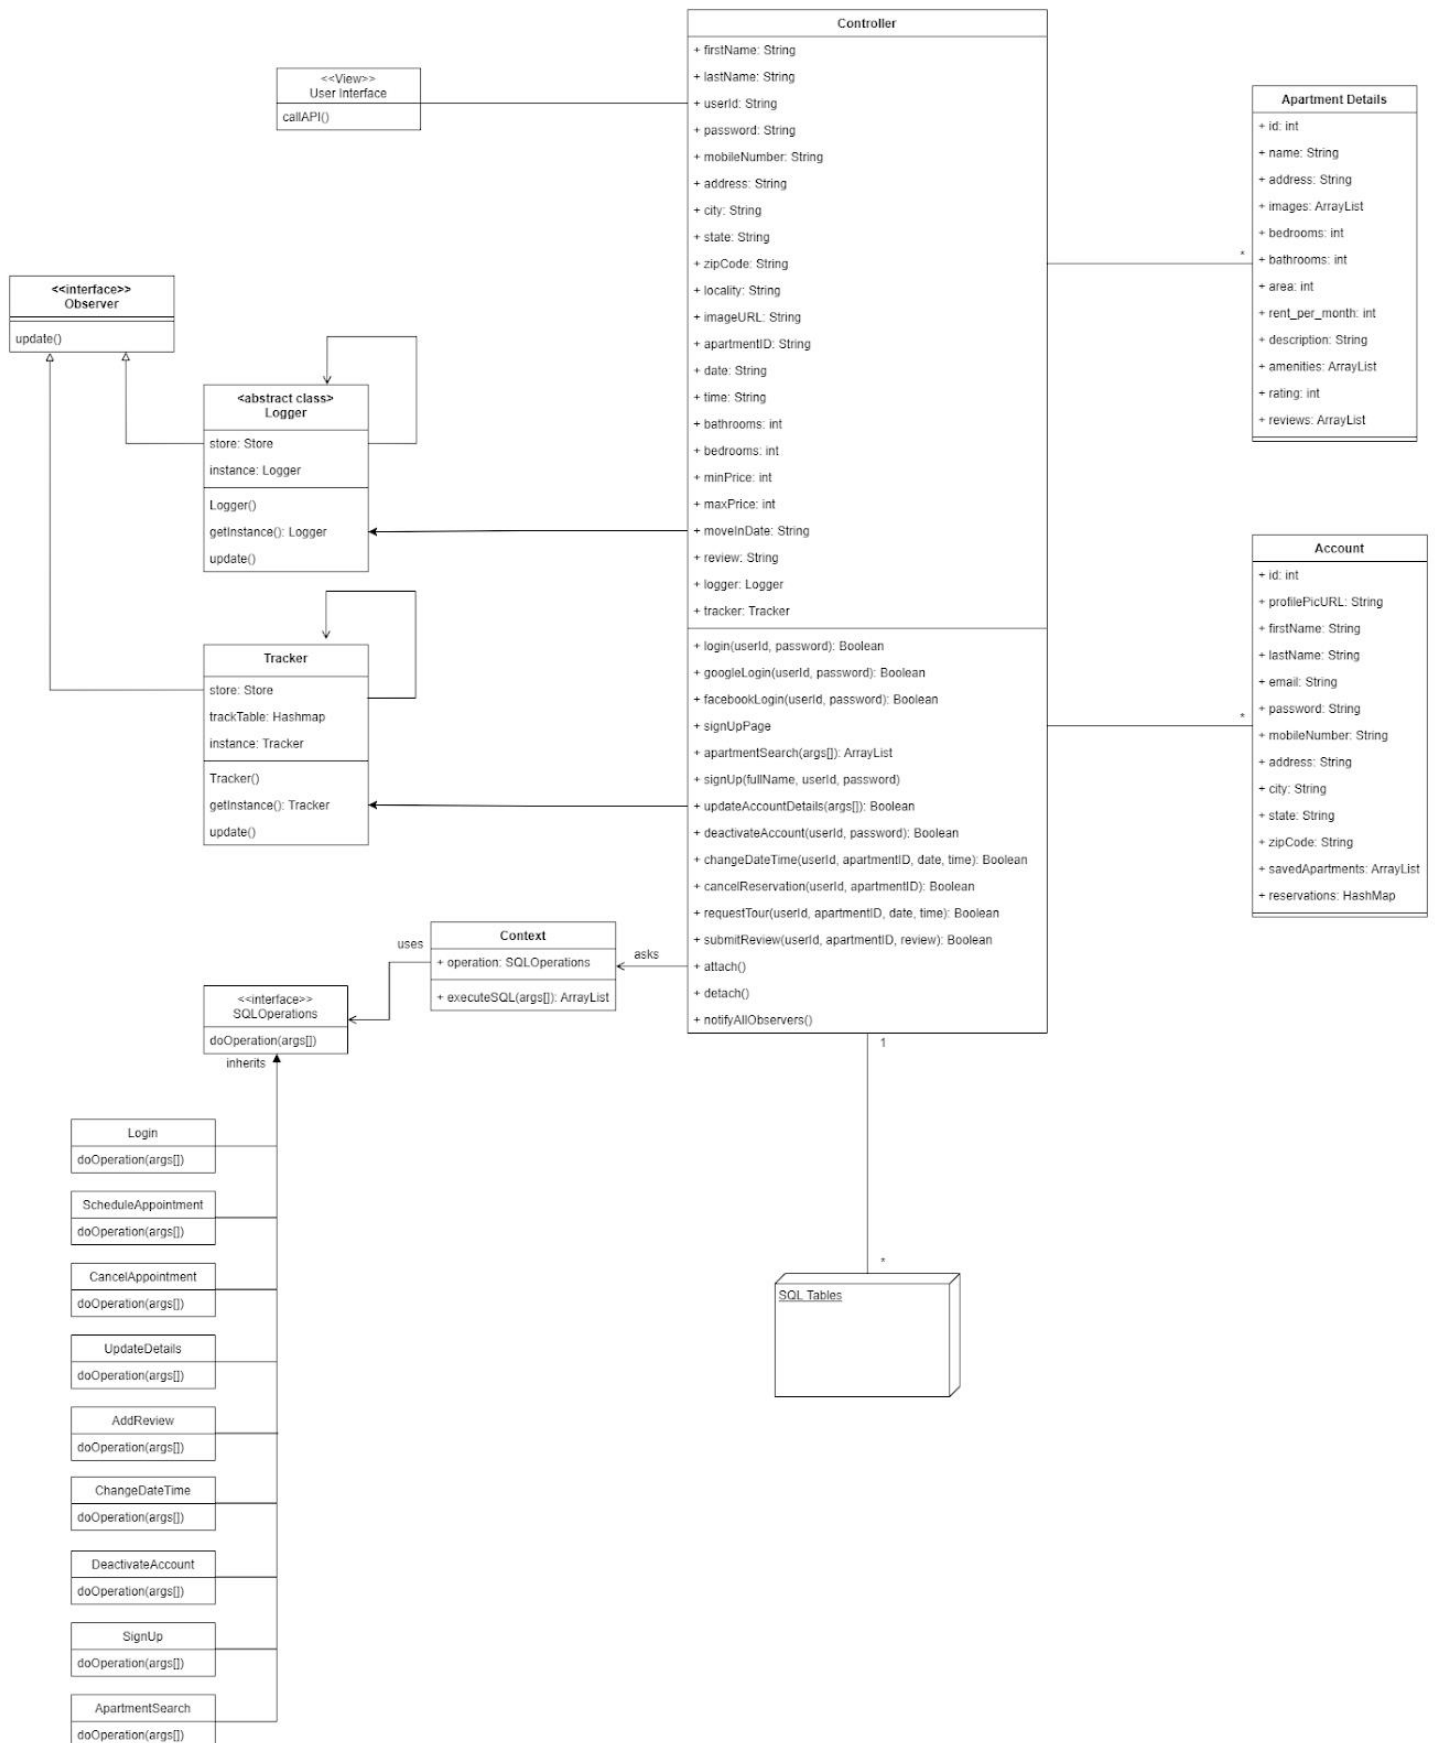 <<View>>
User Interface
callAPI()
<<interface>>
Observer
update()
<abstract class>
Logger
store: Store
instance: Logger
Logger()
getInstance(): Logger
update()
Tracker
store: Store
trackTable: Hashmap
instance: Tracker
Tracker()
getInstance(): Tracker
update()
Controller
+ firstName: String
+ lastName: String
+ userId: String
+ password: String
+ mobileNumber: String
+ address: String
+ city: String
+ state: String
+ zipCode: String
+ locality: String
+ imageURL: String
+ apartmentID: String
+ date: String
+ time: String
+ bathrooms: int
+ bedrooms: int
+ minPrice: int
+ maxPrice: int
+ moveInDate: String
+ review: String
+ logger: Logger
+ tracker: Tracker
+ login(userId, password): Boolean
+ googleLogin(userId, password): Boolean
+ facebookLogin(userId, password): Boolean
+ signUpPage
+ apartmentSearch(args[]): ArrayList
+ signUp(fullName, userId, password)
+ updateAccountDetails(args[]): Boolean
+ deactivateAccount(userId, password): Boolean
+ changeDateTime(userId, apartmentID, date, time): Boolean
+ cancelReservation(userId, apartmentID): Boolean
+ requestTour(userId, apartmentID, date, time): Boolean
+ submitReview(userId, apartmentID, review): Boolean
+ attach()
+ detach()
+ notifyAllObservers()
*
Apartment Details
+ id: int
+ name: String
+ address: String
+ images: ArrayList
+ bedrooms: int
+ bathrooms: int
+ area: int
+ rent_per_month: int
+ description: String
+ amenities: ArrayList
+ rating: int
+ reviews: ArrayList
*
Account
+ id: int
+ profilePicURL: String
+ firstName: String
+ lastName: String
+ email: String
+ password: String
+ mobileNumber: String
+ address: String
+ city: String
+ state: String
+ zipCode: String
+ savedApartments: ArrayList
+ reservations: HashMap
asks
Context
+ operation: SQLOperations
+ executeSQL(args[]): ArrayList
uses
<<interface>>
SQLOperations
doOperation(args[])
inherits
Login
doOperation(args[])
ScheduleAppointment
doOperation(args[])
CancelAppointment
doOperation(args[])
UpdateDetails
doOperation(args[])
AddReview
doOperation(args[])
ChangeDateTime
doOperation(args[])
DeactivateAccount
doOperation(args[])
SignUp
doOperation(args[])
ApartmentSearch
doOperation(args[])
1
*
SQL Tables